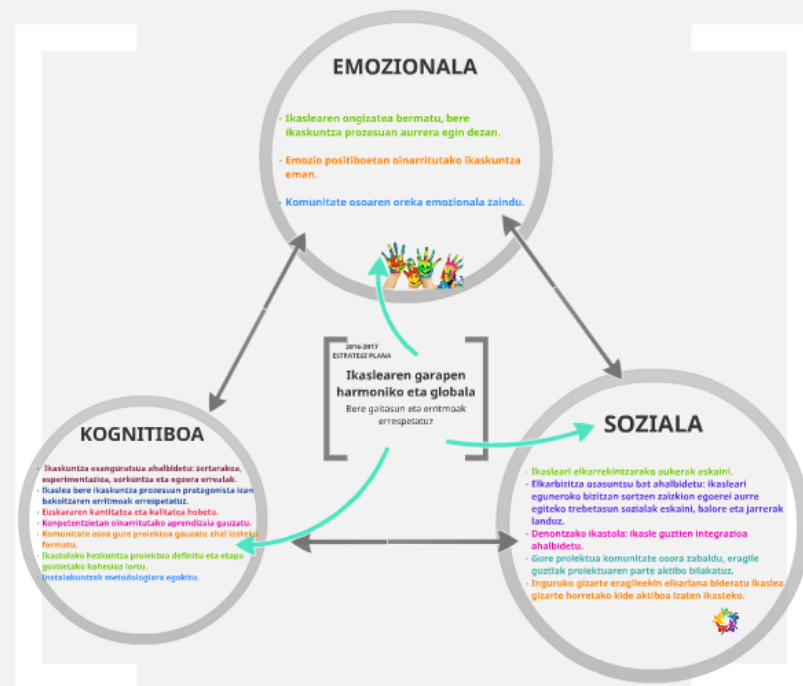 EMOZIONALA
- Ikaslearen ongizatea bermatu, bere
ikaskuntza prozesuan aurrera egin dezan.
- Emozio positiboetan oinarritutako ikaskuntza
eman.
- Komunitate osoaren oreka emozionala zaindu.
2016-2017
ESTRATEGI PLANA
Ikaslearen garapen
harmoniko eta globala
Bere gaitasun eta erritmoak
errespetatuz
KOGNITIBOA
- Ikaskuntza esanguratsua ahalbidetu: zertarakoa,
esperimentazioa, sorkuntza eta egoera errealak.
- Ikaslea bere ikaskuntza prozesuan protagonista izan
bakoitzaren erritmoak errespetatuz.
- Euskararen kantitatea eta kalitatea hobetu.
- Konpetentzietan oinarritutako aprendizaia gauzatu.
- Komunitate osoa gure proiektua gauzatu ahal izateko
formatu.
- Ikastolako hezkuntza proiektua definitu eta etapa
guztietako kohesioa lortu.
- Instalakuntzak metodologiara egokitu.
SOZIALA
- Ikasleari elkarrekintzarako aukerak eskaini.
- Elkarbizitza osasuntsu bat ahalbidetu: ikasleari
eguneroko bizitzan sortzen zaizkion egoerei aurre
egiteko trebetasun sozialak eskaini, balore eta jarrerak
landuz.
- Denontzako ikastola: ikasle guztien integrazioa
ahalbidetu.
- Gure proiektua komunitate osora zabaldu, eragile
guztiak proiektuaren parte aktibo bilakatuz.
- Inguruko gizarte eragileekin elkarlana bideratu ikaslea
gizarte horretako kide aktiboa izaten ikasteko.